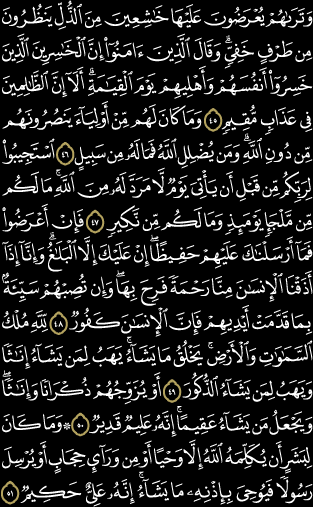 وَتَرَىٰهُمْ يُعْرَضُونَ عَلَيْهَا خَٰشِعِينَ مِنَ ٱلذُّلِّ يَنظُرُونَ
مِن طَرْفٍ خَفِىٍّ ۗ وَقَالَ ٱلَّذِينَ ءَامَنُوٓا۟ إِنَّ ٱلْخَٰسِرِينَ ٱلَّذِينَ
خَسِرُوٓا۟ أَنفُسَهُمْ وَأَهْلِيهِمْ يَوْمَ ٱلْقِيَٰمَةِ ۗ أَلَآ إِنَّ ٱلظَّٰلِمِينَ
فِى عَذَابٍ مُّقِيمٍ ٤٥ وَمَا كَانَ لَهُم مِّنْ أَوْلِيَآءَ يَنصُرُونَهُم
مِّن دُونِ ٱللَّهِ ۗ وَمَن يُضْلِلِ ٱللَّهُ فَمَا لَهُۥ مِن سَبِيلٍ ٤٦ ٱسْتَجِيبُوا۟
لِرَبِّكُم مِّن قَبْلِ أَن يَأْتِىَ يَوْمٌ لَّا مَرَدَّ لَهُۥ مِنَ ٱللَّهِ ۚ مَا لَكُم
مِّن مَّلْجَإٍ يَوْمَئِذٍ وَمَا لَكُم مِّن نَّكِيرٍ ٤٧ فَإِنْ أَعْرَضُوا۟
فَمَآ أَرْسَلْنَٰكَ عَلَيْهِمْ حَفِيظًا ۖ إِنْ عَلَيْكَ إِلَّا ٱلْبَلَٰغُ ۗ وَإِنَّآ إِذَآ
أَذَقْنَا ٱلْإِنسَٰنَ مِنَّا رَحْمَةً فَرِحَ بِهَا ۖ وَإِن تُصِبْهُمْ سَيِّئَةٌۢ
بِمَا قَدَّمَتْ أَيْدِيهِمْ فَإِنَّ ٱلْإِنسَٰنَ كَفُورٌ ٤٨ لِّلَّهِ مُلْكُ
ٱلسَّمَٰوَٰتِ وَٱلْأَرْضِ ۚ يَخْلُقُ مَا يَشَآءُ ۚ يَهَبُ لِمَن يَشَآءُ إِنَٰثًا
وَيَهَبُ لِمَن يَشَآءُ ٱلذُّكُورَ ٤٩ أَوْ يُزَوِّجُهُمْ ذُكْرَانًا وَإِنَٰثًا ۖ
وَيَجْعَلُ مَن يَشَآءُ عَقِيمًا ۚ إِنَّهُۥ عَلِيمٌ قَدِيرٌ ٥٠ ۞ وَمَا كَانَ
لِبَشَرٍ أَن يُكَلِّمَهُ ٱللَّهُ إِلَّا وَحْيًا أَوْ مِن وَرَآئِ حِجَابٍ أَوْ يُرْسِلَ
رَسُولًا فَيُوحِىَ بِإِذْنِهِۦ مَا يَشَآءُ ۚ إِنَّهُۥ عَلِىٌّ حَكِيمٌ ٥١